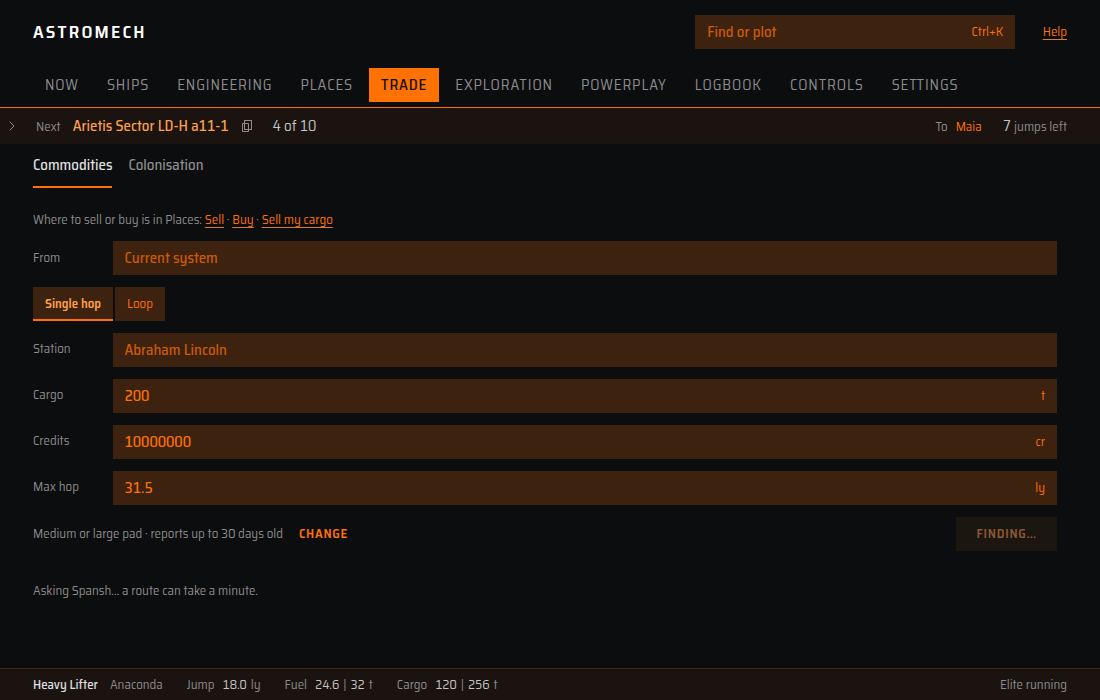 ASTROMECH
Find or plot Ctrl+K Help
NOW SHIPS ENGINEERING PLACES TRADE EXPLORATION POWERPLAY LOGBOOK CONTROLS SETTINGS
Next Arietis Sector LD-H a11-1 4 of 10 To Maia 7 jumps left
Commodities Colonisation
Where to sell or buy is in Places: Sell · Buy · Sell my cargo
From Current system
Single hop Loop
Station Abraham Lincoln
Cargo 200 t
Credits 10000000 cr
Max hop 31.5 ly
Medium or large pad · reports up to 30 days old CHANGE FINDING...
Asking Spansh... a route can take a minute.
Heavy Lifter Anaconda Jump 18.0 ly Fuel 24.6 | 32 t Cargo 120 | 256 t Elite running